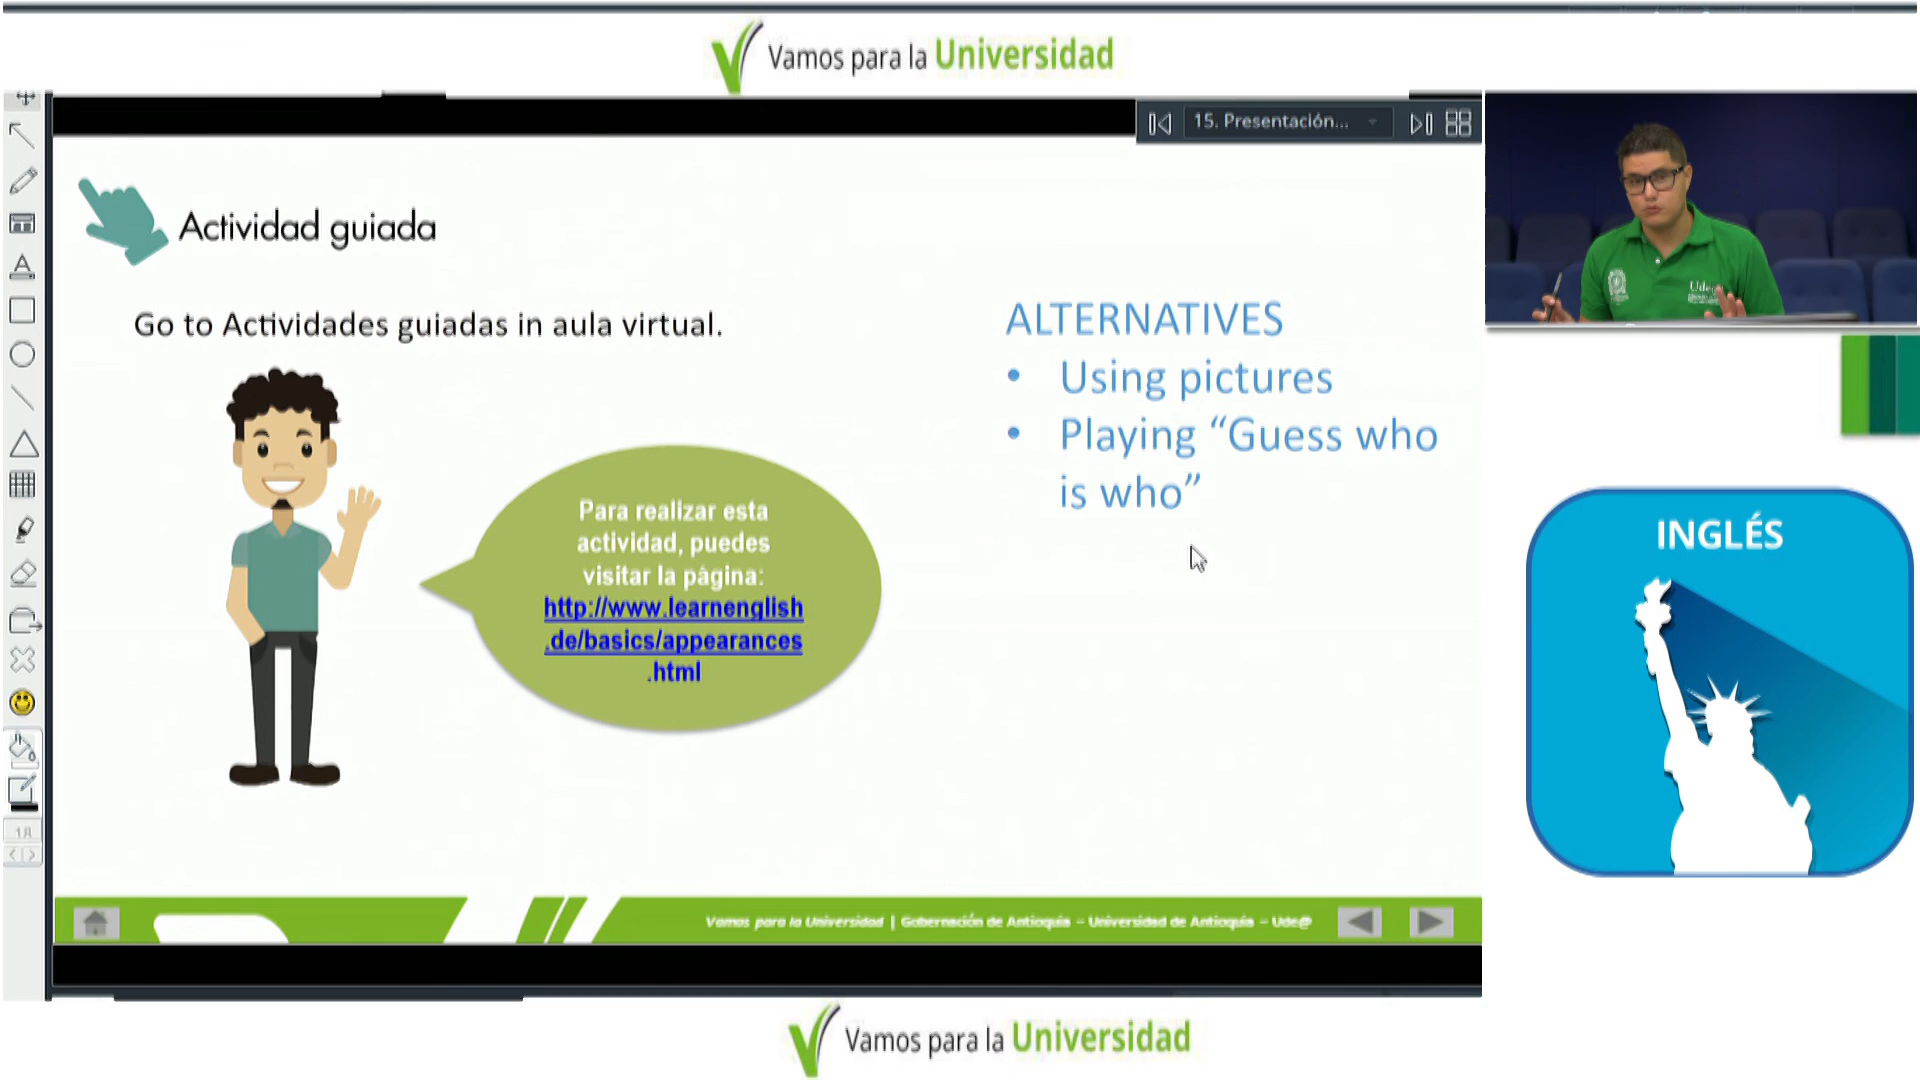 Vamos para la Universidad
15. Presentación...
Actividad guiada
Go to Actividades guiadas in aula virtual.
Para realizar esta
actividad, puedes
visitar la página:
http://www.learnenglish
.de/basics/appearances
.html
ALTERNATIVES
• Using pictures
• Playing “Guess who
is who”
INGLÉS
18
Vamos para la Universidad | Gobernación de Antioquia – Universidad de Antioquia – Ude@
Vamos para la Universidad